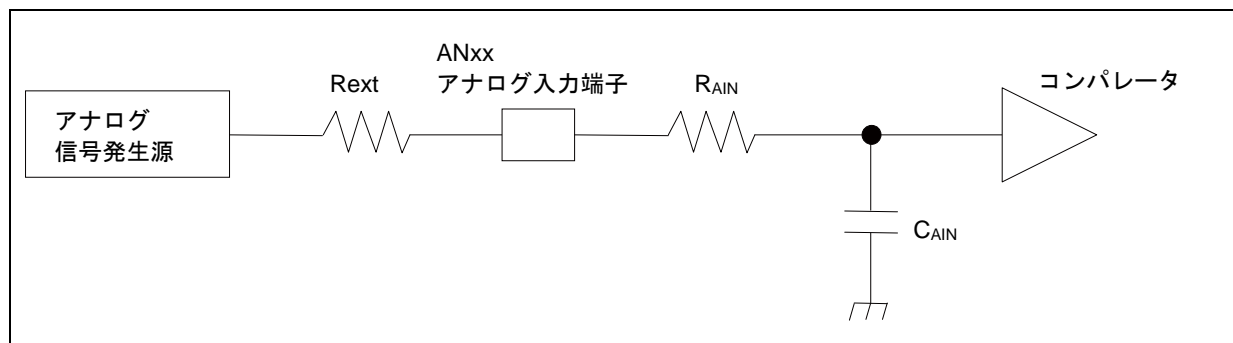 ANxx
アナログ入力端子
Rext
RAIN
コンパレータ
アナログ
信号発生源
CAIN